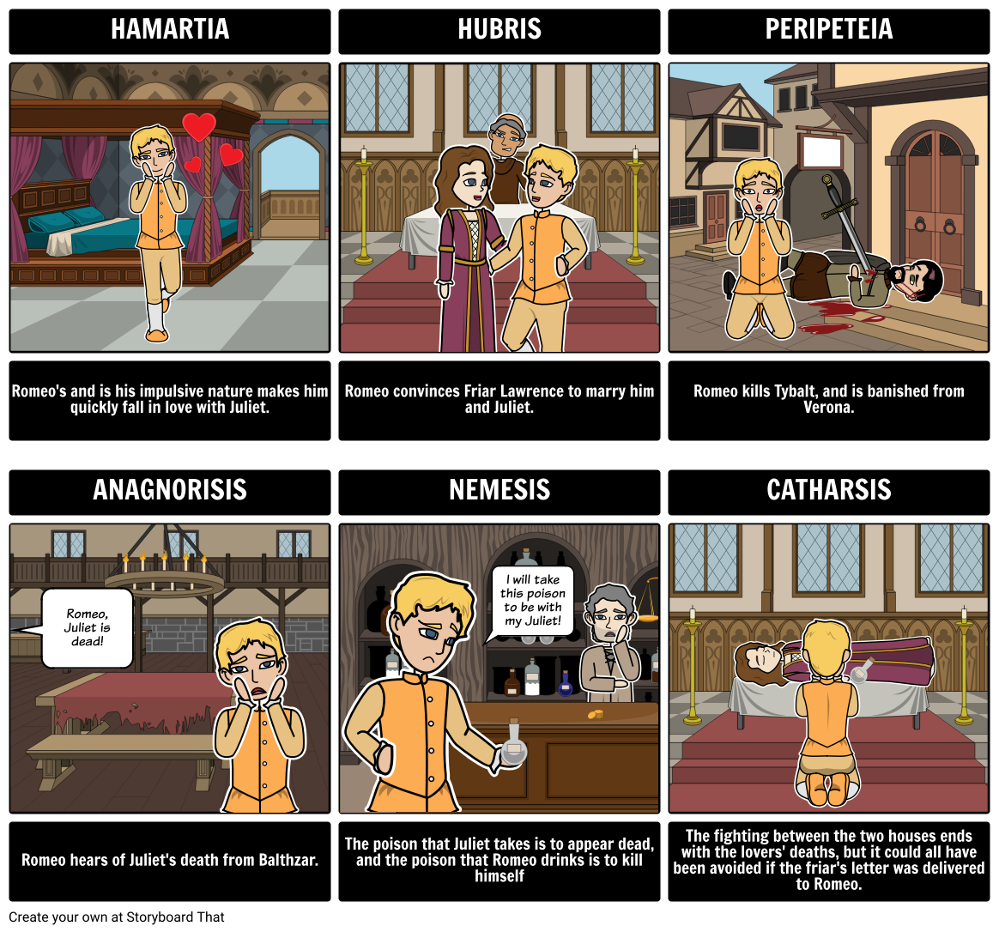 HAMARTIA
HUBRIS
PERIPETEIA
Romeo's and is his impulsive nature makes him
quickly fall in love with Juliet.
Romeo convinces Friar Lawrence to marry him
and Juliet.
Romeo kills Tybalt, and is banished from
Verona.
ANAGNORISIS
NEMESIS
CATHARSIS
Romeo,
Juliet is
dead!
I will take
this poison
to be with
my Juliet!
Romeo hears of Juliet's death from Balthzar.
The poison that Juliet takes is to appear dead,
and the poison that Romeo drinks is to kill
himself
The fighting between the two houses ends
with the lovers' deaths, but it could all have
been avoided if the friar's letter was delivered
to Romeo.
Create your own at Storyboard That